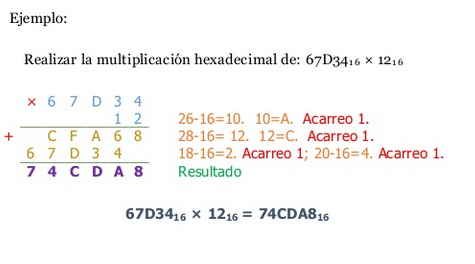 Ejemplo:
Realizar la multiplicación hexadecimal de: 67D34₁₆ × 12₁₆
× 6 7 D 3 4
1 2 26-16=10. 10=A. Acarreo 1.
+ C F A 6 8 28-16= 12. 12=C. Acarreo 1.
6 7 D 3 4 18-16=2. Acarreo 1; 20-16=4. Acarreo 1.
7 4 C D A 8 Resultado
67D34₁₆ × 12₁₆ = 74CDA8₁₆